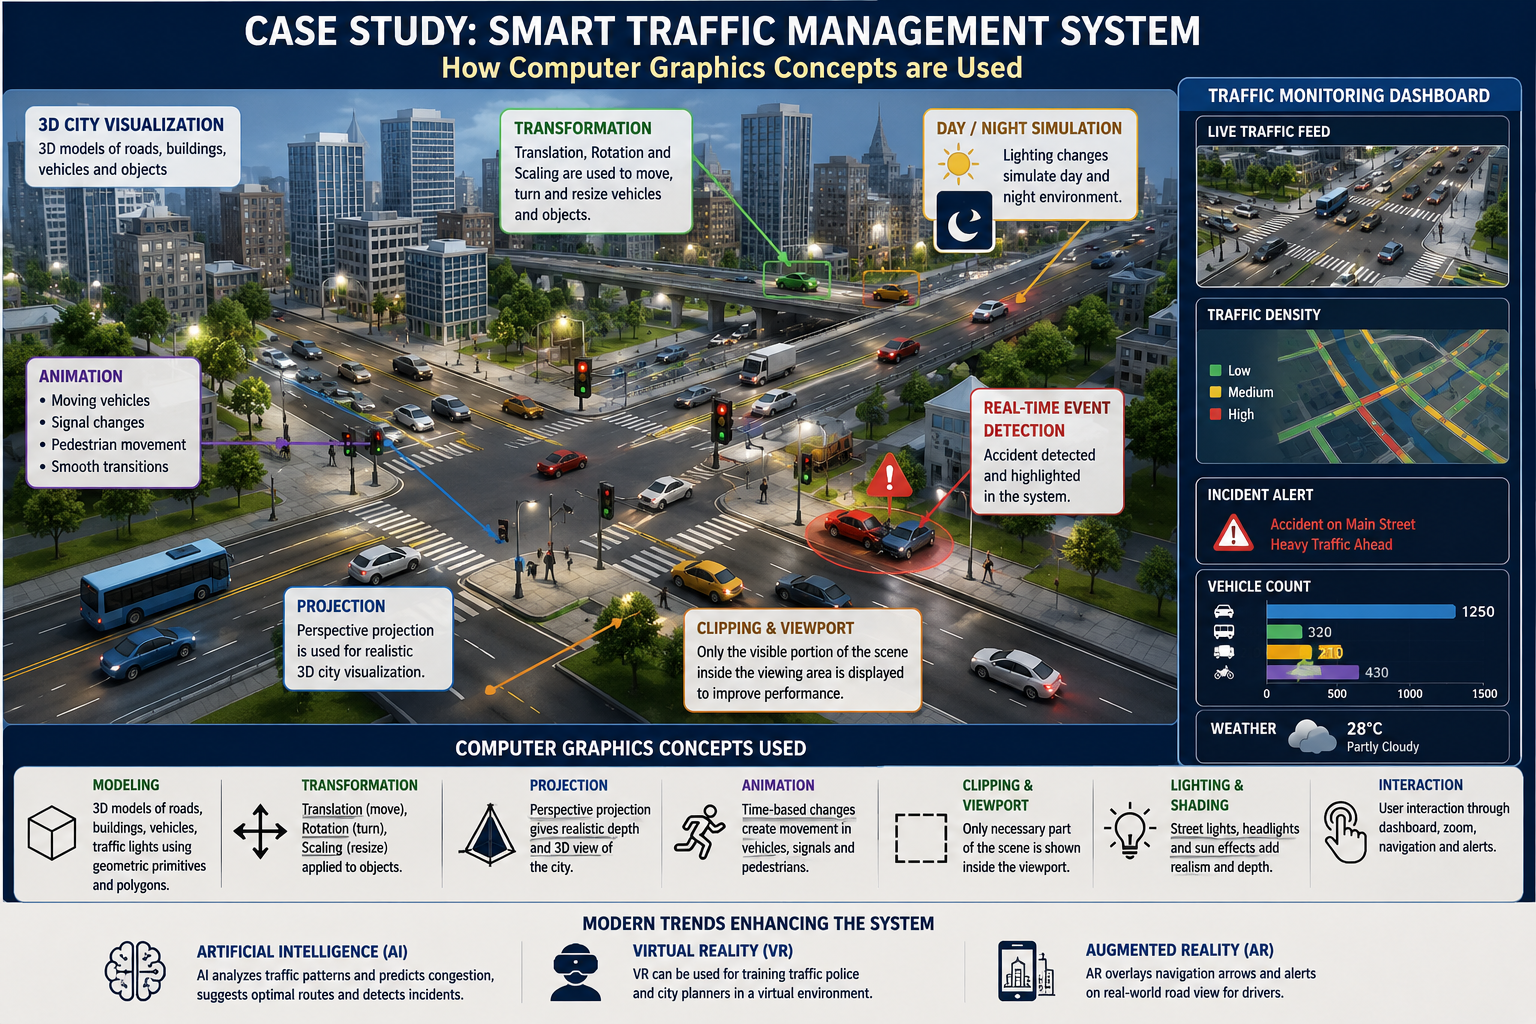 CASE STUDY: SMART TRAFFIC MANAGEMENT SYSTEM
How Computer Graphics Concepts are Used
3D CITY VISUALIZATION
3D models of roads, buildings,
vehicles and objects
TRANSFORMATION
Translation, Rotation and
Scaling are used to move,
turn and resize vehicles
and objects.
DAY / NIGHT SIMULATION
Lighting changes
simulate day and
night environment.
ANIMATION
• Moving vehicles
• Signal changes
• Pedestrian movement
• Smooth transitions
REAL-TIME EVENT
DETECTION
Accident detected
and highlighted
in the system.
PROJECTION
Perspective projection
is used for realistic
3D city visualization.
CLIPPING & VIEWPORT
Only the visible portion of the scene
inside the viewing area is displayed
to improve performance.
TRAFFIC MONITORING DASHBOARD
LIVE TRAFFIC FEED
TRAFFIC DENSITY
Low
Medium
High
INCIDENT ALERT
Accident on Main Street
Heavy Traffic Ahead
VEHICLE COUNT
1250
320
210
430
0 500 1000 1500
WEATHER
28°C
Partly Cloudy
COMPUTER GRAPHICS CONCEPTS USED
MODELING
3D models of roads,
buildings, vehicles,
traffic lights using
geometric primitives
and polygons.
TRANSFORMATION
Translation (move),
Rotation (turn),
Scaling (resize)
applied to objects.
PROJECTION
Perspective projection
gives realistic depth
and 3D view of
the city.
ANIMATION
Time-based changes
create movement in
vehicles, signals and
pedestrians.
CLIPPING &
VIEWPORT
Only necessary part
of the scene is shown
inside the viewport.
LIGHTING &
SHADING
Street lights, headlights
and sun effects add
realism and depth.
INTERACTION
User interaction through
dashboard, zoom,
navigation and alerts.
MODERN TRENDS ENHANCING THE SYSTEM
ARTIFICIAL INTELLIGENCE (AI)
AI analyzes traffic patterns and predicts congestion,
suggests optimal routes and detects incidents.
VIRTUAL REALITY (VR)
VR can be used for training traffic police
and city planners in a virtual environment.
AUGMENTED REALITY (AR)
AR overlays navigation arrows and alerts
on real-world road view for drivers.